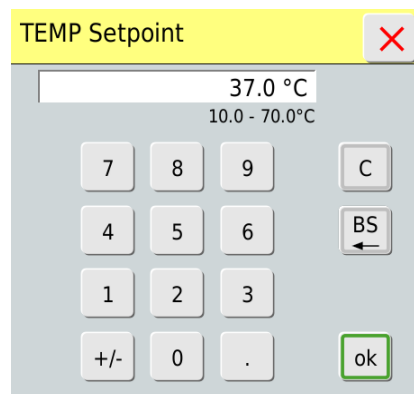 TEMP Setpoint
37.0 °C
10.0 - 70.0°C
7 8 9 C
4 5 6 BS
1 2 3
+/- 0 . ok